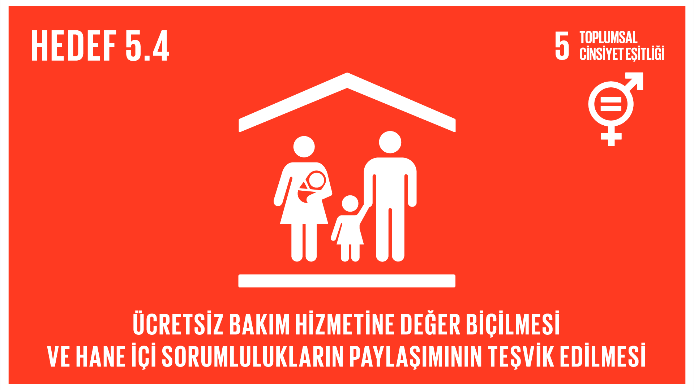 HEDEF 5.4
5 TOPLUMSAL
CİNSİYET EŞİTLİĞİ
ÜCRETSİZ BAKIM HİZMETİNE DEĞER BİÇİLMESİ
VE HANE İÇİ SORUMLULUKLARIN PAYLAŞIMININ TEŞVİK EDİLMESİ